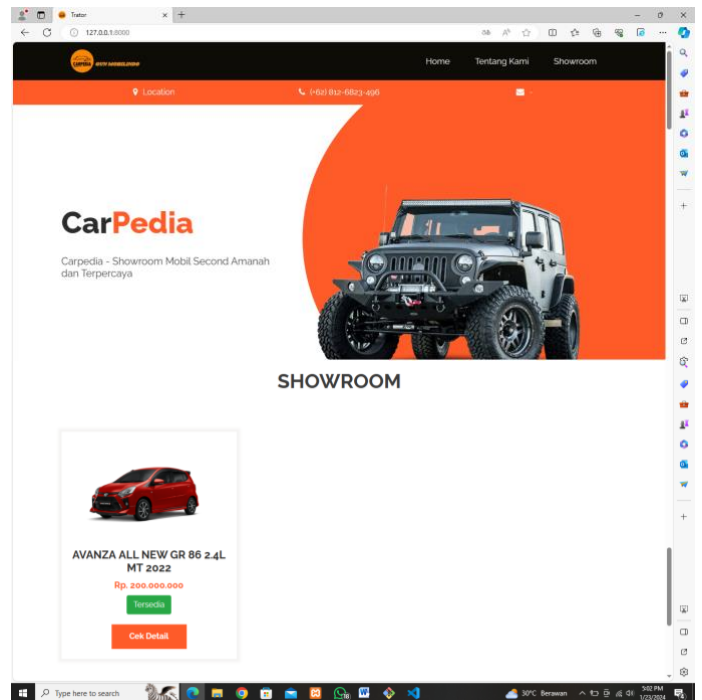 Trator
127.0.0.1:8000
CARPEDIA
Home Tentang Kami Showroom
Location (+62) 812-6823-496 -
CarPedia
Carpedia - Showroom Mobil Second Amanah
dan Terpercaya
SHOWROOM
AVANZA ALL NEW GR 86 2.4L
MT 2022
Rp. 200.000.000
Tersedia
Cek Detail
Type here to search
30°C Berawan
5:02 PM
1/23/2024